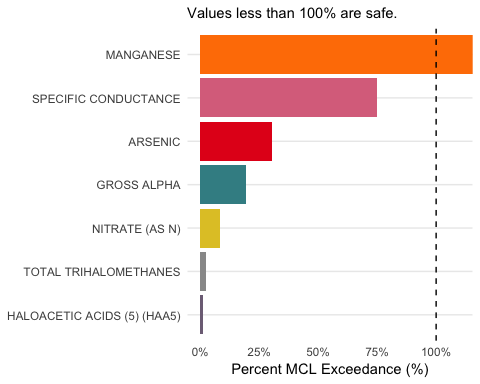 Values less than 100% are safe.
MANGANESE
SPECIFIC CONDUCTANCE
ARSENIC
GROSS ALPHA
NITRATE (AS N)
TOTAL TRIHALOMETHANES
HALOACETIC ACIDS (5) (HAA5)
0% 25% 50% 75% 100%
Percent MCL Exceedance (%)